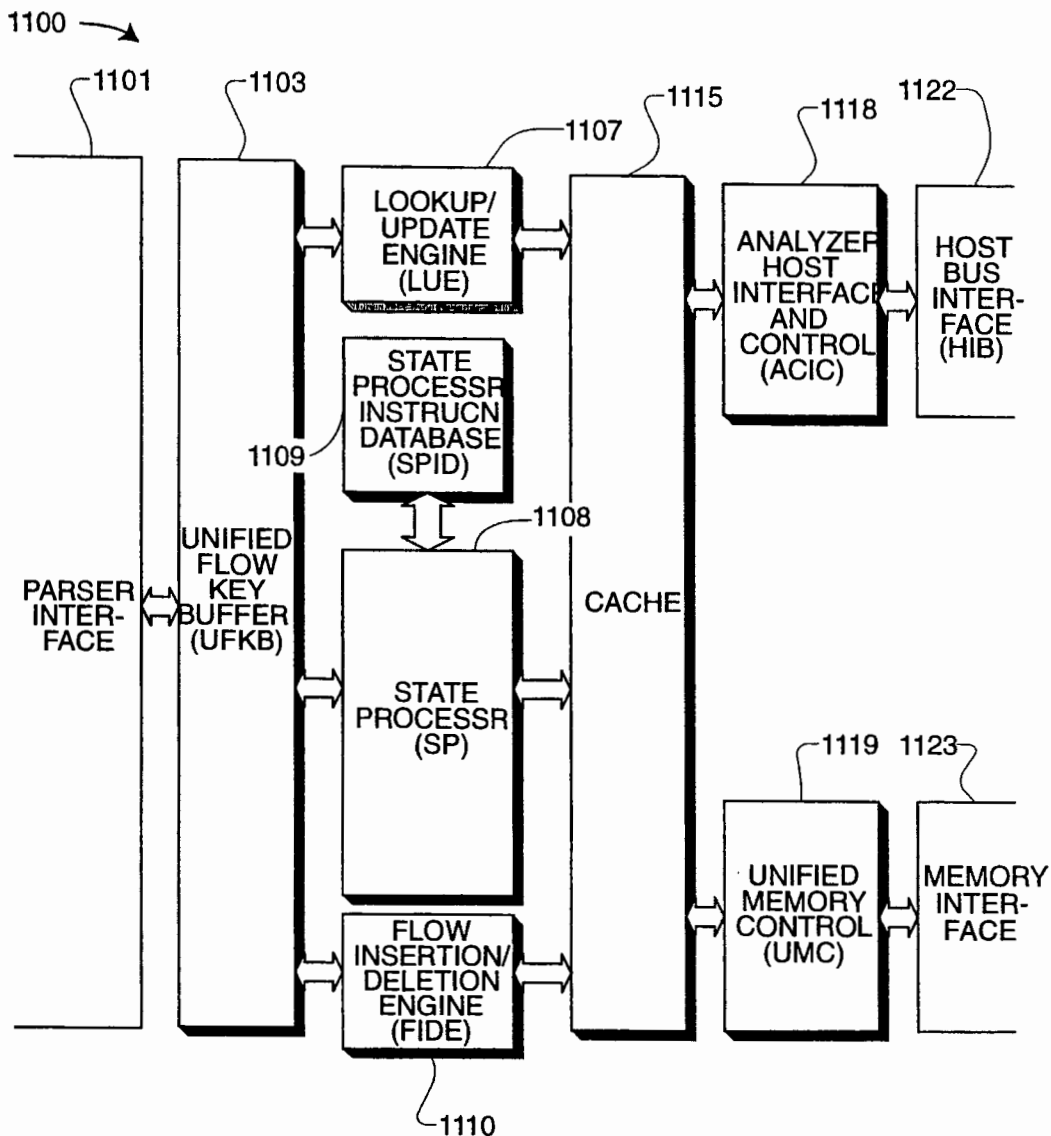 1100
1101
1103
1107
1115
1118
1122
LOOKUP/
UPDATE
ENGINE
(LUE)
ANALYZER
HOST
INTERFACE
AND
CONTROL
(ACIC)
HOST
BUS
INTER-
FACE
(HIB)
STATE
PROCESSR
INSTRUCN
DATABASE
(SPID)
1109
1108
UNIFIED
FLOW
KEY
BUFFER
(UFKB)
PARSER
INTER-
FACE
CACHE
STATE
PROCESSR
(SP)
1119
1123
UNIFIED
MEMORY
CONTROL
(UMC)
MEMORY
INTER-
FACE
FLOW
INSERTION/
DELETION
ENGINE
(FIDE)
1110